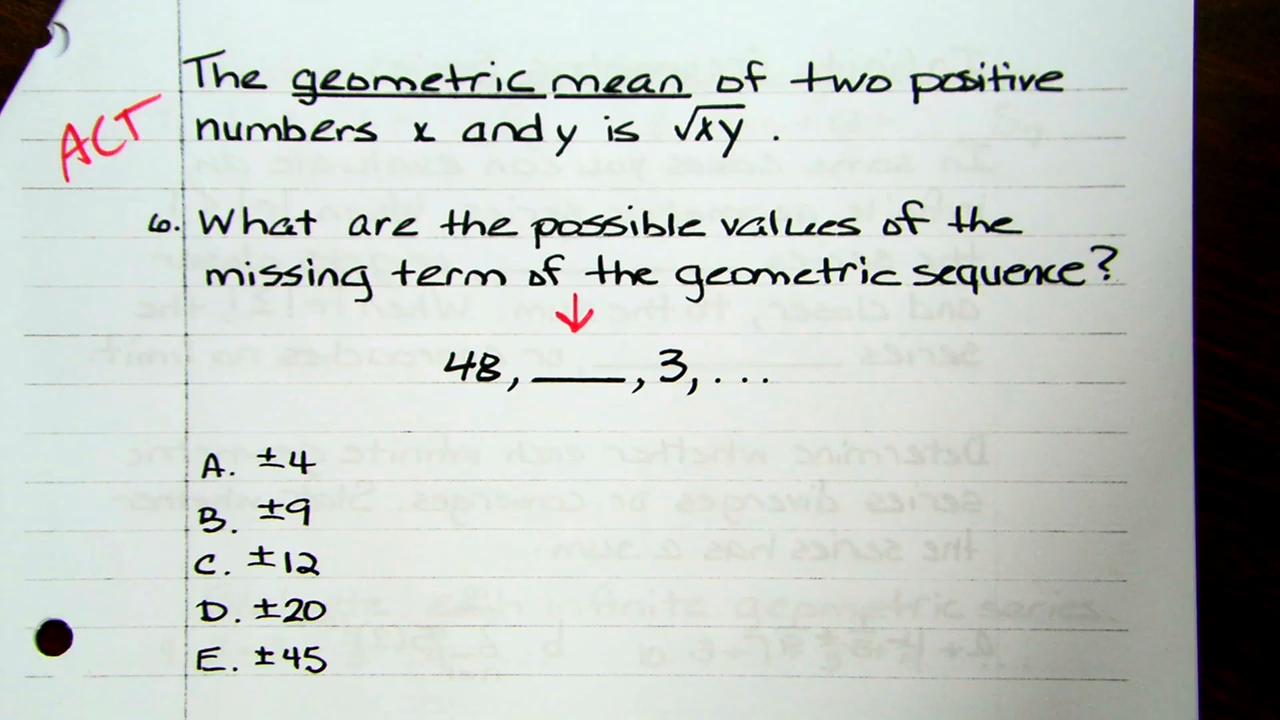 The geometric mean of two positive
ACT
numbers x and y is √xy .
6. What are the possible values of the
missing term of the geometric sequence?
↓
48, ___, 3, ...
A. ±4
B. ±9
C. ±12
D. ±20
E. ±45